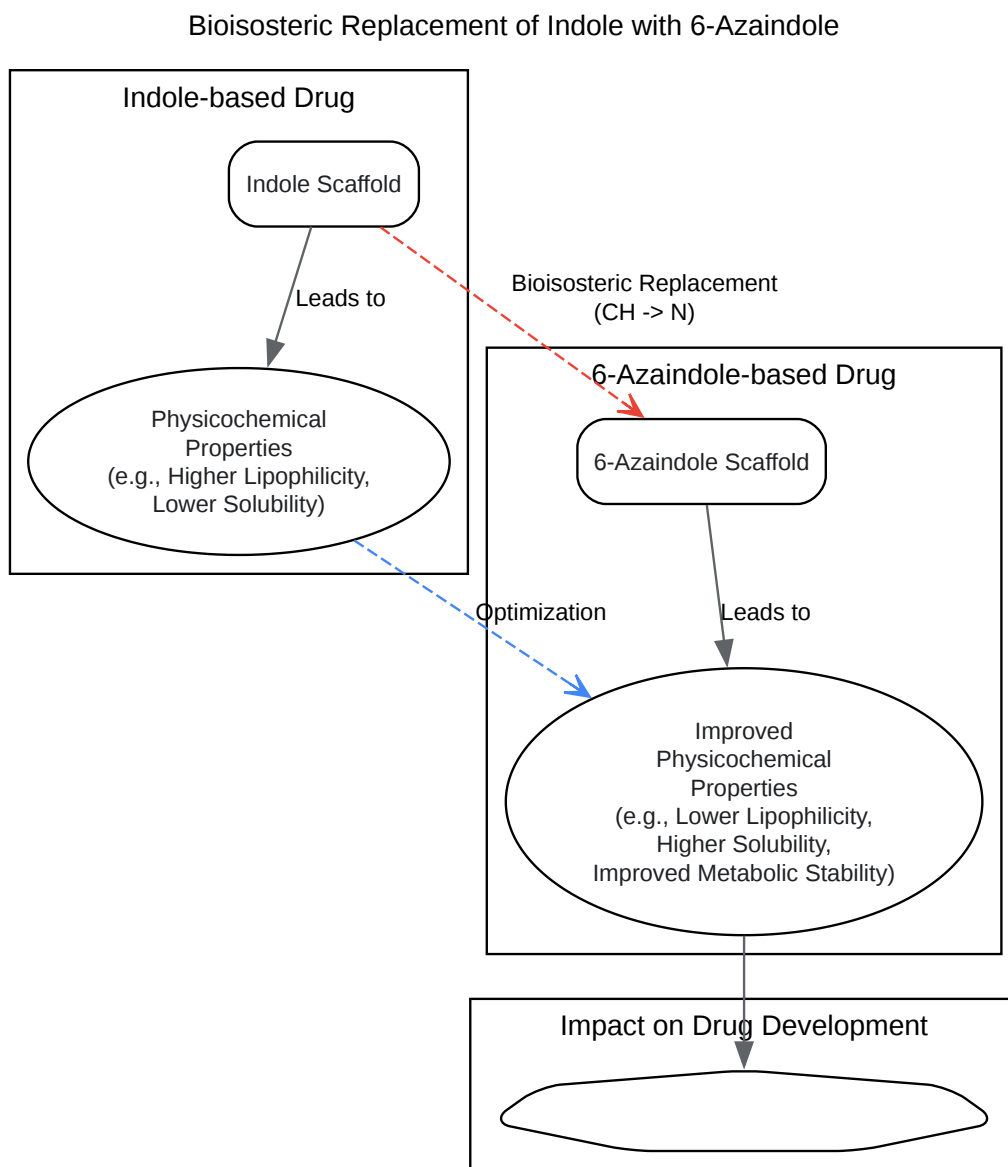 Bioisosteric Replacement of Indole with 6-Azaindole
Indole-based Drug
Indole Scaffold
Leads to
Bioisosteric Replacement
(CH -> N)
Physicochemical
Properties
(e.g., Higher Lipophilicity,
Lower Solubility)
6-Azaindole-based Drug
6-Azaindole Scaffold
Optimization
Leads to
Improved
Physicochemical
Properties
(e.g., Lower Lipophilicity,
Higher Solubility,
Improved Metabolic Stability)
Impact on Drug Development